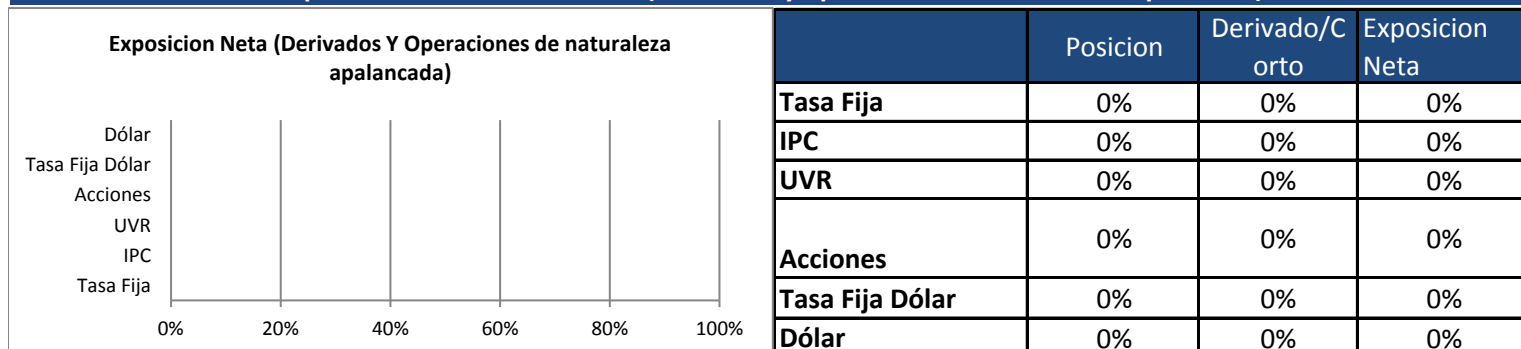 Exposicion Neta (Derivados Y Operaciones de naturaleza
apalancada)
Dólar
Tasa Fija Dólar
Acciones
UVR
IPC
Tasa Fija
0% 20% 40% 60% 80% 100%
Posicion Derivado/C Exposicion
orto Neta
Tasa Fija 0% 0% 0%
IPC 0% 0% 0%
UVR 0% 0% 0%
Acciones 0% 0% 0%
Tasa Fija Dólar 0% 0% 0%
Dólar 0% 0% 0%